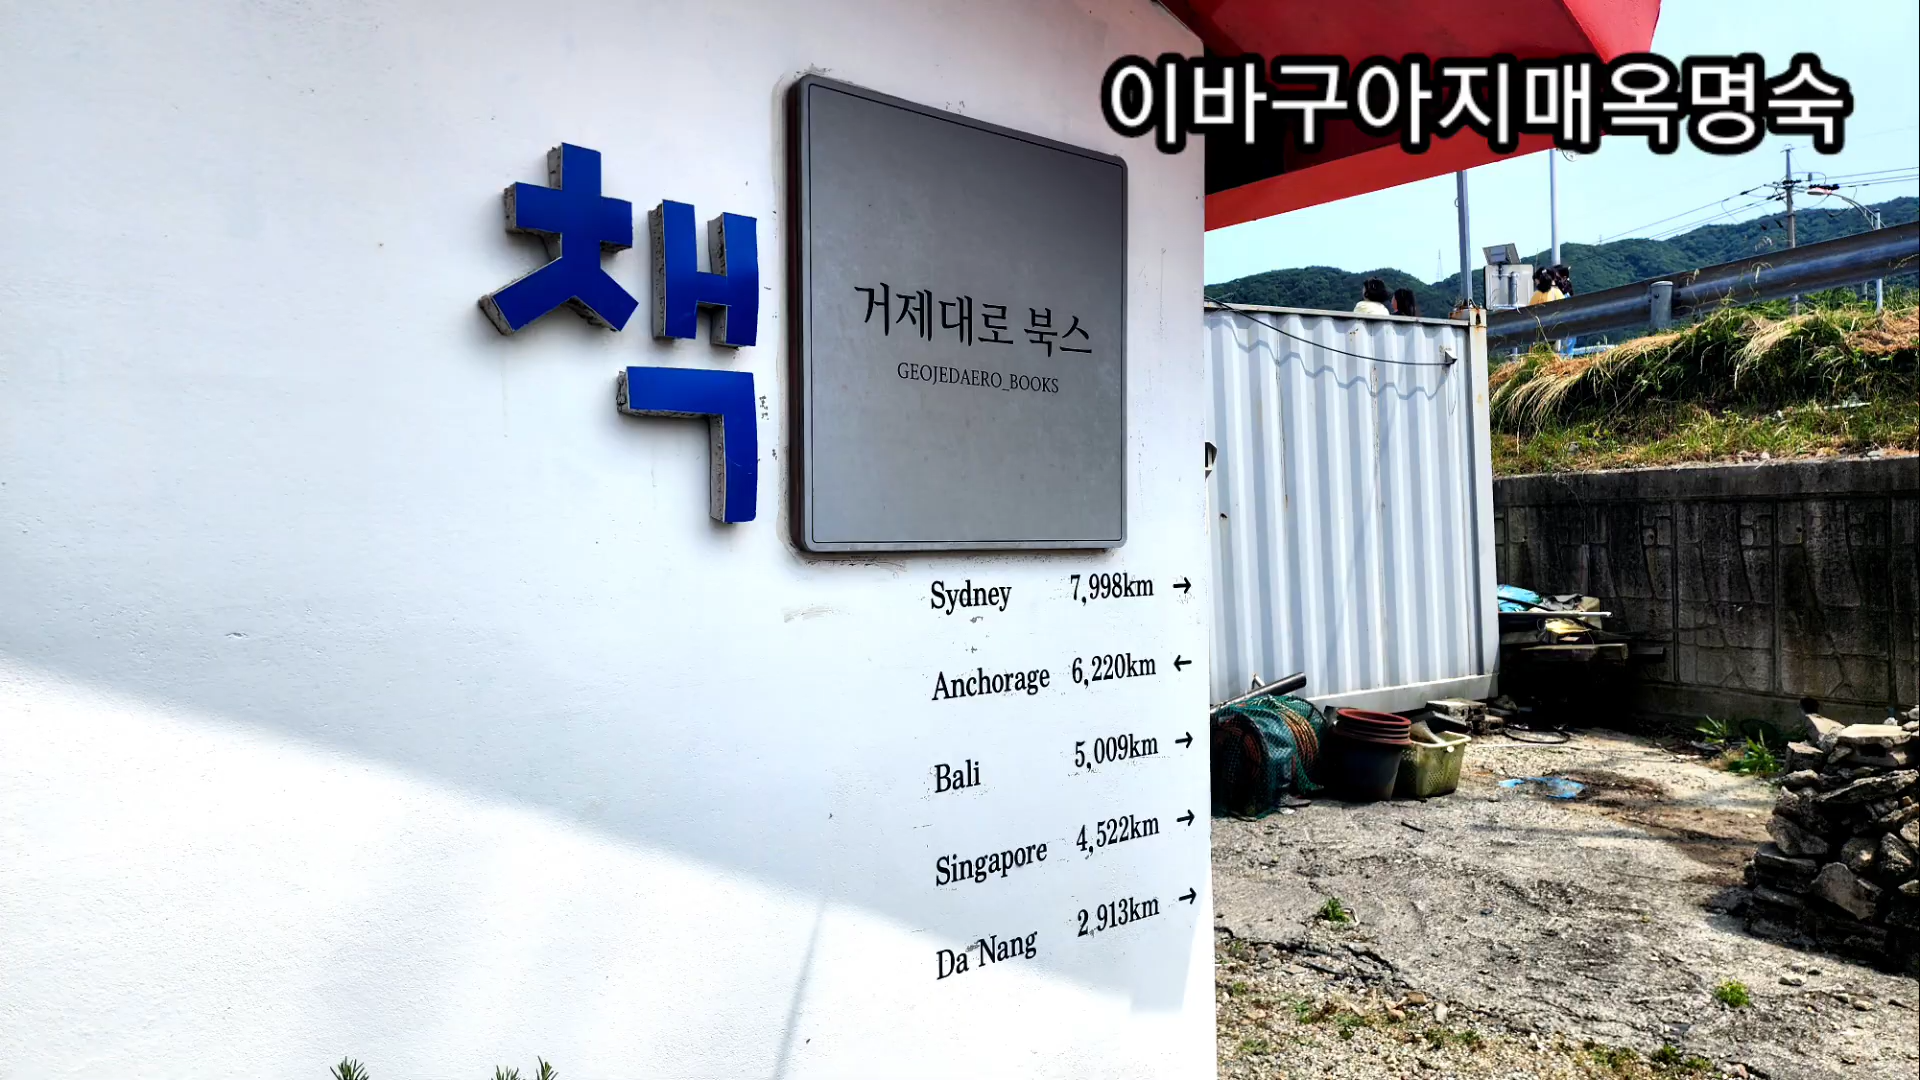 이바구아지매옥명숙
책
거제대로 북스
GEOJEDAERO_BOOKS
Sydney 7,998km →
Anchorage 6,220km ←
Bali 5,009km →
Singapore 4,522km →
Da Nang 2,913km →